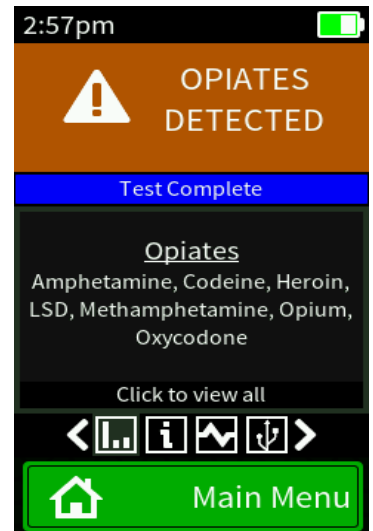 2:57pm
OPIATES
DETECTED
Test Complete
Opiates
Amphetamine, Codeine, Heroin,
LSD, Methamphetamine, Opium,
Oxycodone
Click to view all
Main Menu